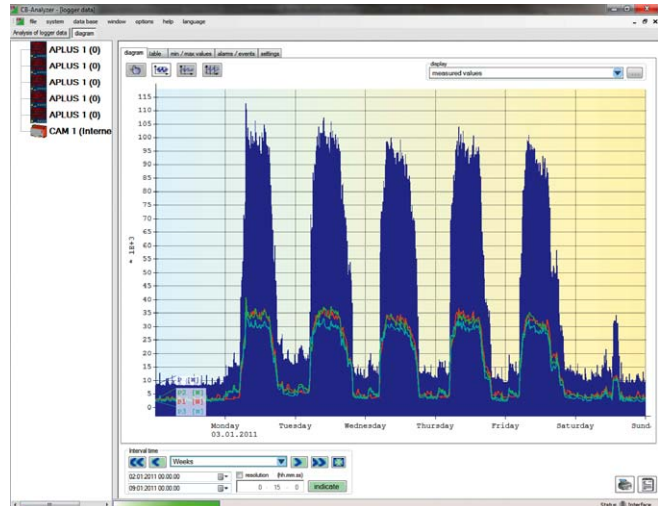 CB-Analyzer - [logger data]
file system data base window options help language
Analysis of logger data diagram
APLUS 1 (0)
APLUS 1 (0)
APLUS 1 (0)
APLUS 1 (0)
APLUS 1 (0)
CAM 1 (Interne
diagram table min / max values alarms / events settings
display
measured values
115
110
105
100
95
90
85
80
75
70
65
60
55
50
45
40
35
30
25
20
15
10
5
0
* 1E+3
P [W]
P2 [W]
P1 [W]
P3 [W]
Monday Tuesday Wednesday Thursday Friday Saturday Sund
03.01.2011
Interval time
Weeks
02.01.2011 00.00.00
resolution (hh:mm:ss)
09.01.2011 00.00.00
0 15 0
indicate
Status Interface